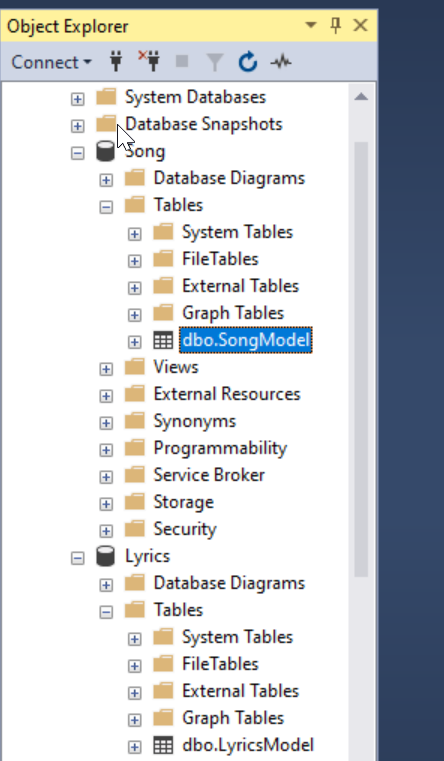 Object Explorer
Connect
System Databases
Database Snapshots
Song
Database Diagrams
Tables
System Tables
FileTables
External Tables
Graph Tables
dbo.SongModel
Views
External Resources
Synonyms
Programmability
Service Broker
Storage
Security
Lyrics
Database Diagrams
Tables
System Tables
FileTables
External Tables
Graph Tables
dbo.LyricsModel